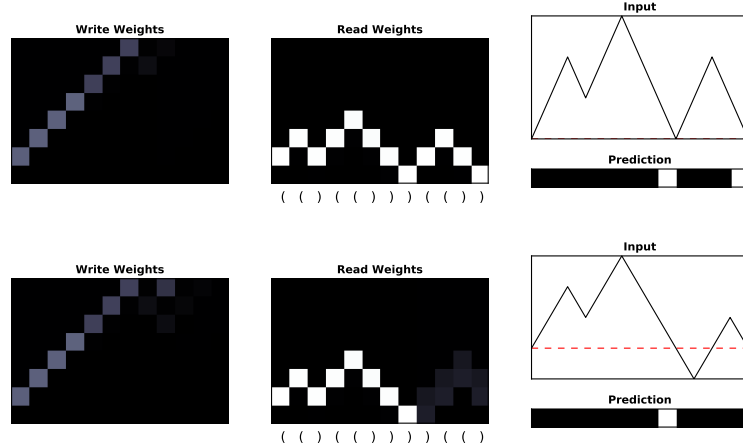 Write Weights
Read Weights
Input
Prediction
( ( ) ( ( ) ) ) ( ( ) )
Write Weights
Read Weights
Input
Prediction
( ( ) ( ( ) ) ) ) ( ( )